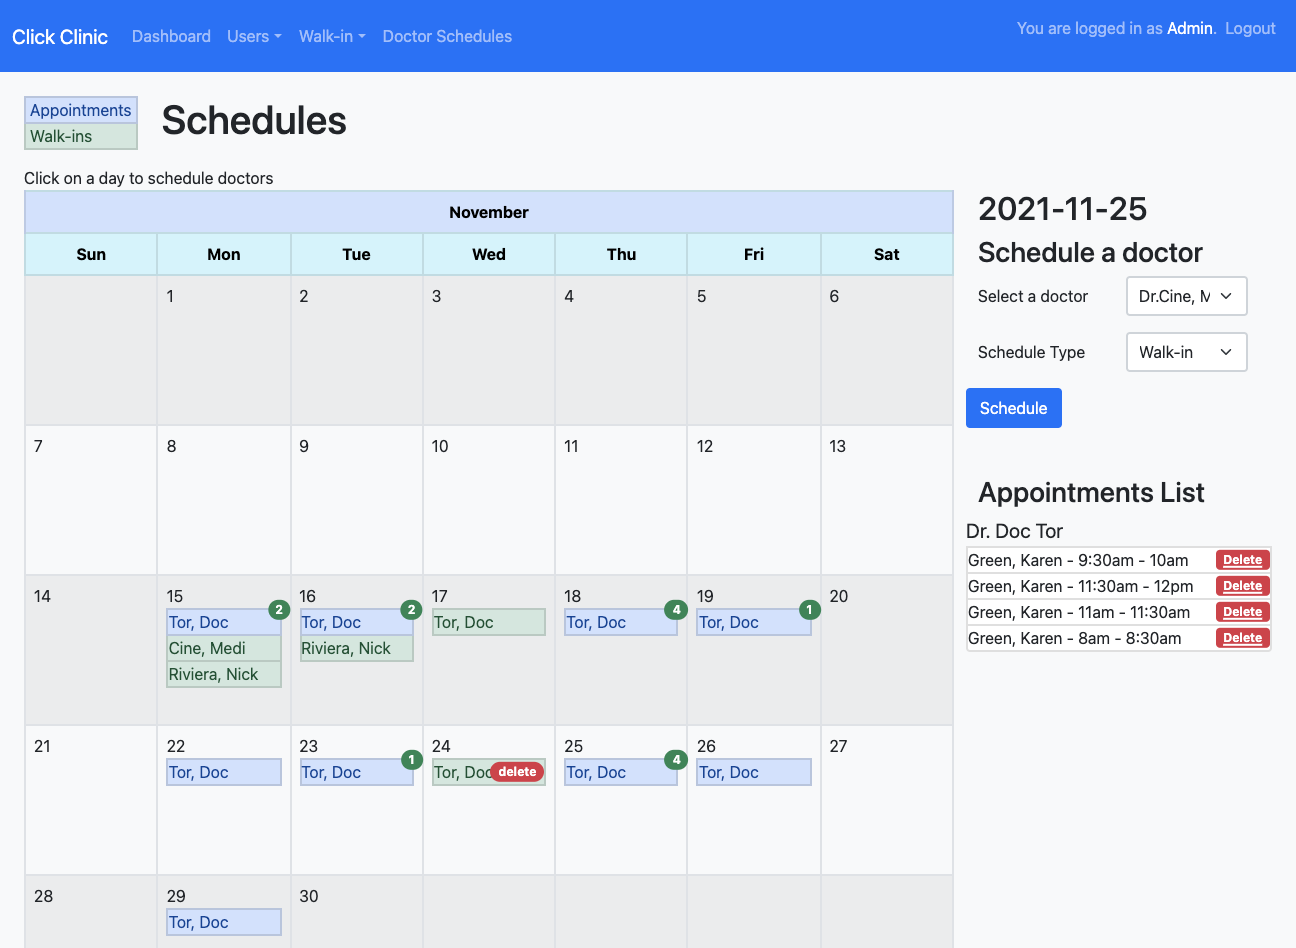 Click Clinic Dashboard Users Walk-in Doctor Schedules You are logged in as Admin. Logout
Appointments
Walk-ins
Schedules
Click on a day to schedule doctors
November
Sun Mon Tue Wed Thu Fri Sat
1 2 3 4 5 6
7 8 9 10 11 12 13
14 15 16 17 18 19 20
2 2 4 1
Tor, Doc Tor, Doc Tor, Doc Tor, Doc Tor, Doc
Cine, Medi Riviera, Nick
Riviera, Nick
21 22 23 24 25 26 27
1 4
Tor, Doc Tor, Doc Tor, Doc delete Tor, Doc Tor, Doc
28 29 30
Tor, Doc
2021-11-25
Schedule a doctor
Select a doctor Dr.Cine, M
Schedule Type Walk-in
Schedule
Appointments List
Dr. Doc Tor
Green, Karen - 9:30am - 10am Delete
Green, Karen - 11:30am - 12pm Delete
Green, Karen - 11am - 11:30am Delete
Green, Karen - 8am - 8:30am Delete